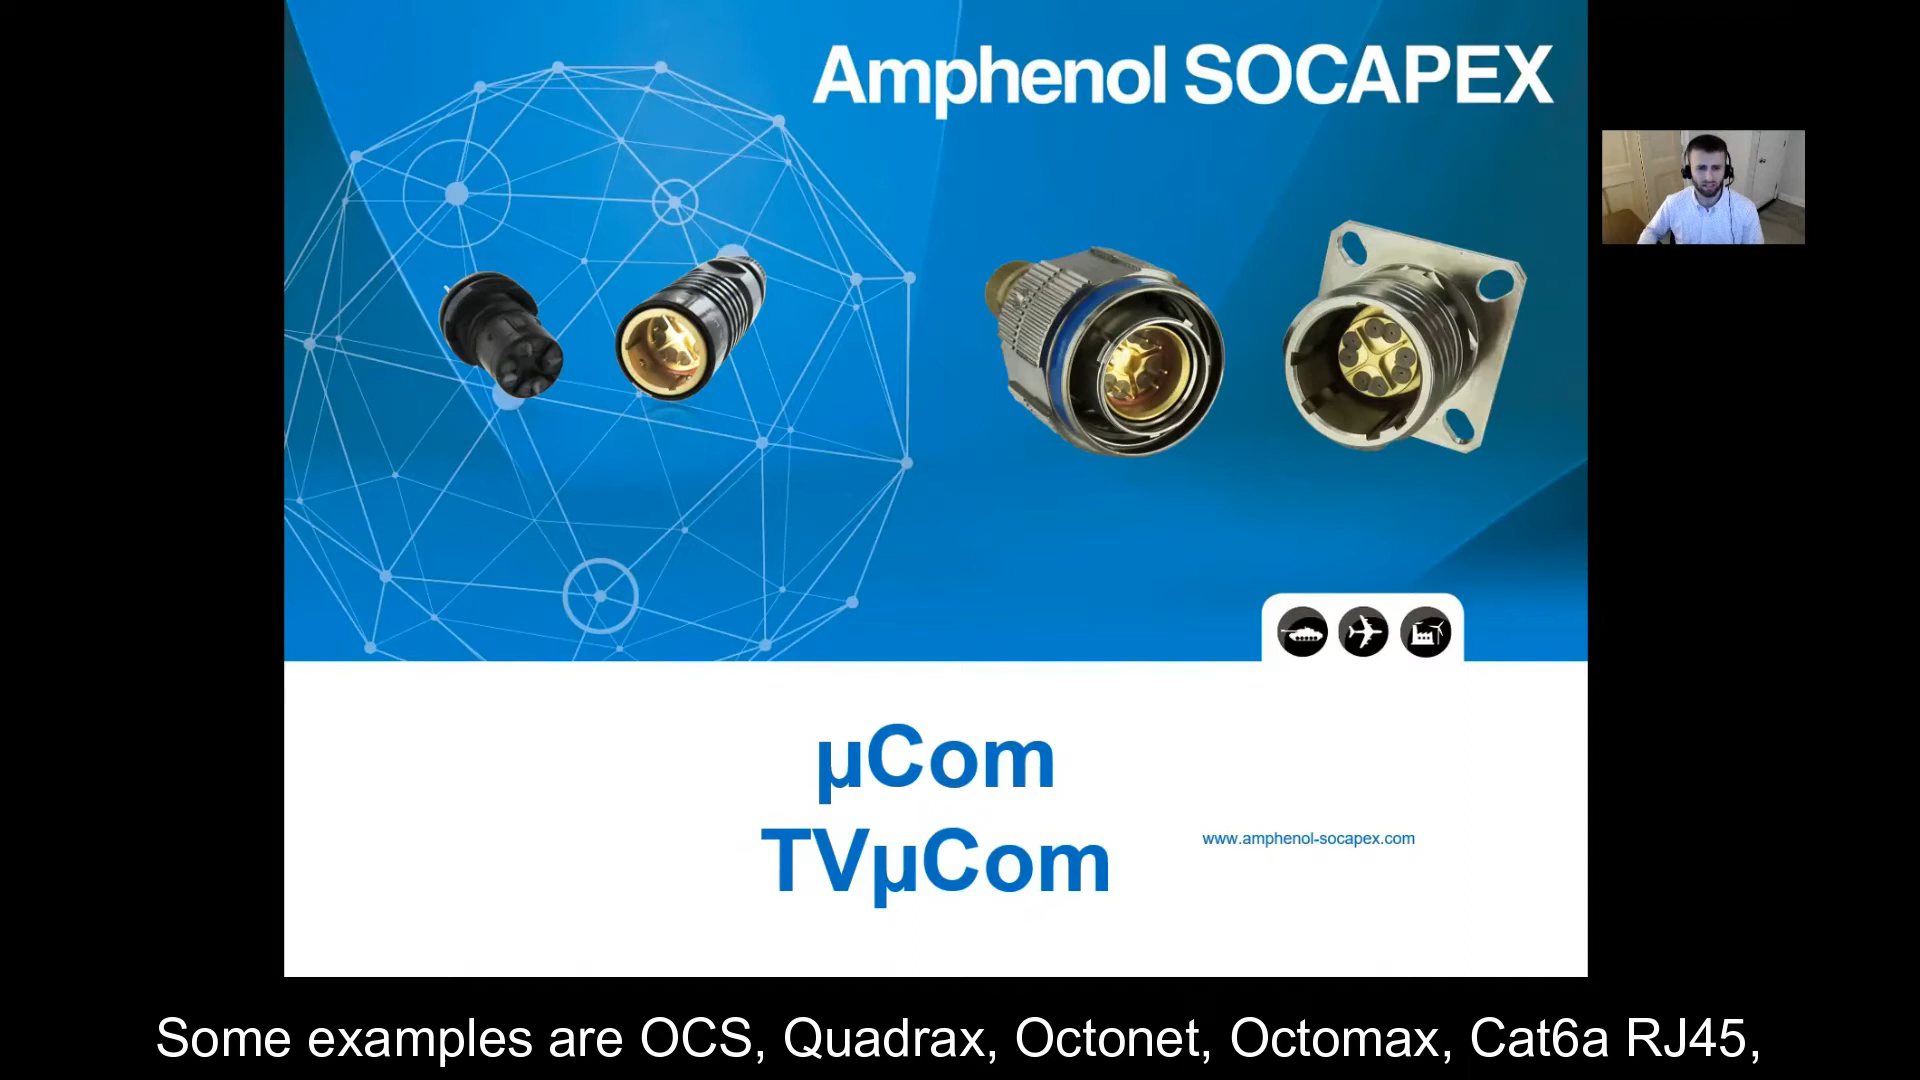 Amphenol SOCAPEX
µCom
TVµCom
www.amphenol-socapex.com
Some examples are OCS, Quadrax, Octonet, Octomax, Cat6a RJ45,